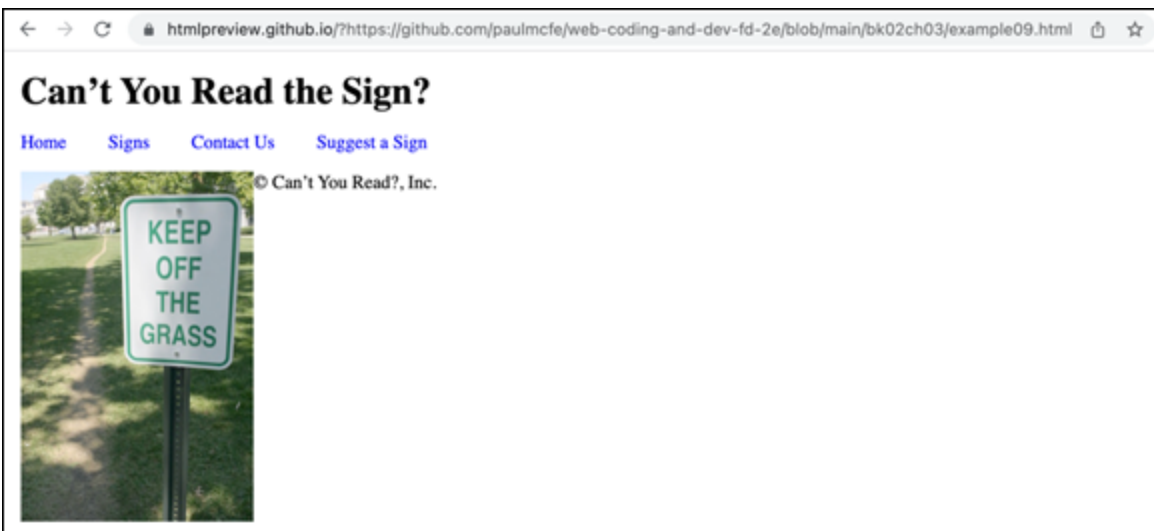 htmlpreview.github.io/?https://github.com/paulmcfe/web-coding-and-dev-fd-2e/blob/main/bk02ch03/example09.html
Can’t You Read the Sign?
Home Signs Contact Us Suggest a Sign
© Can’t You Read?, Inc.
KEEP
OFF
THE
GRASS